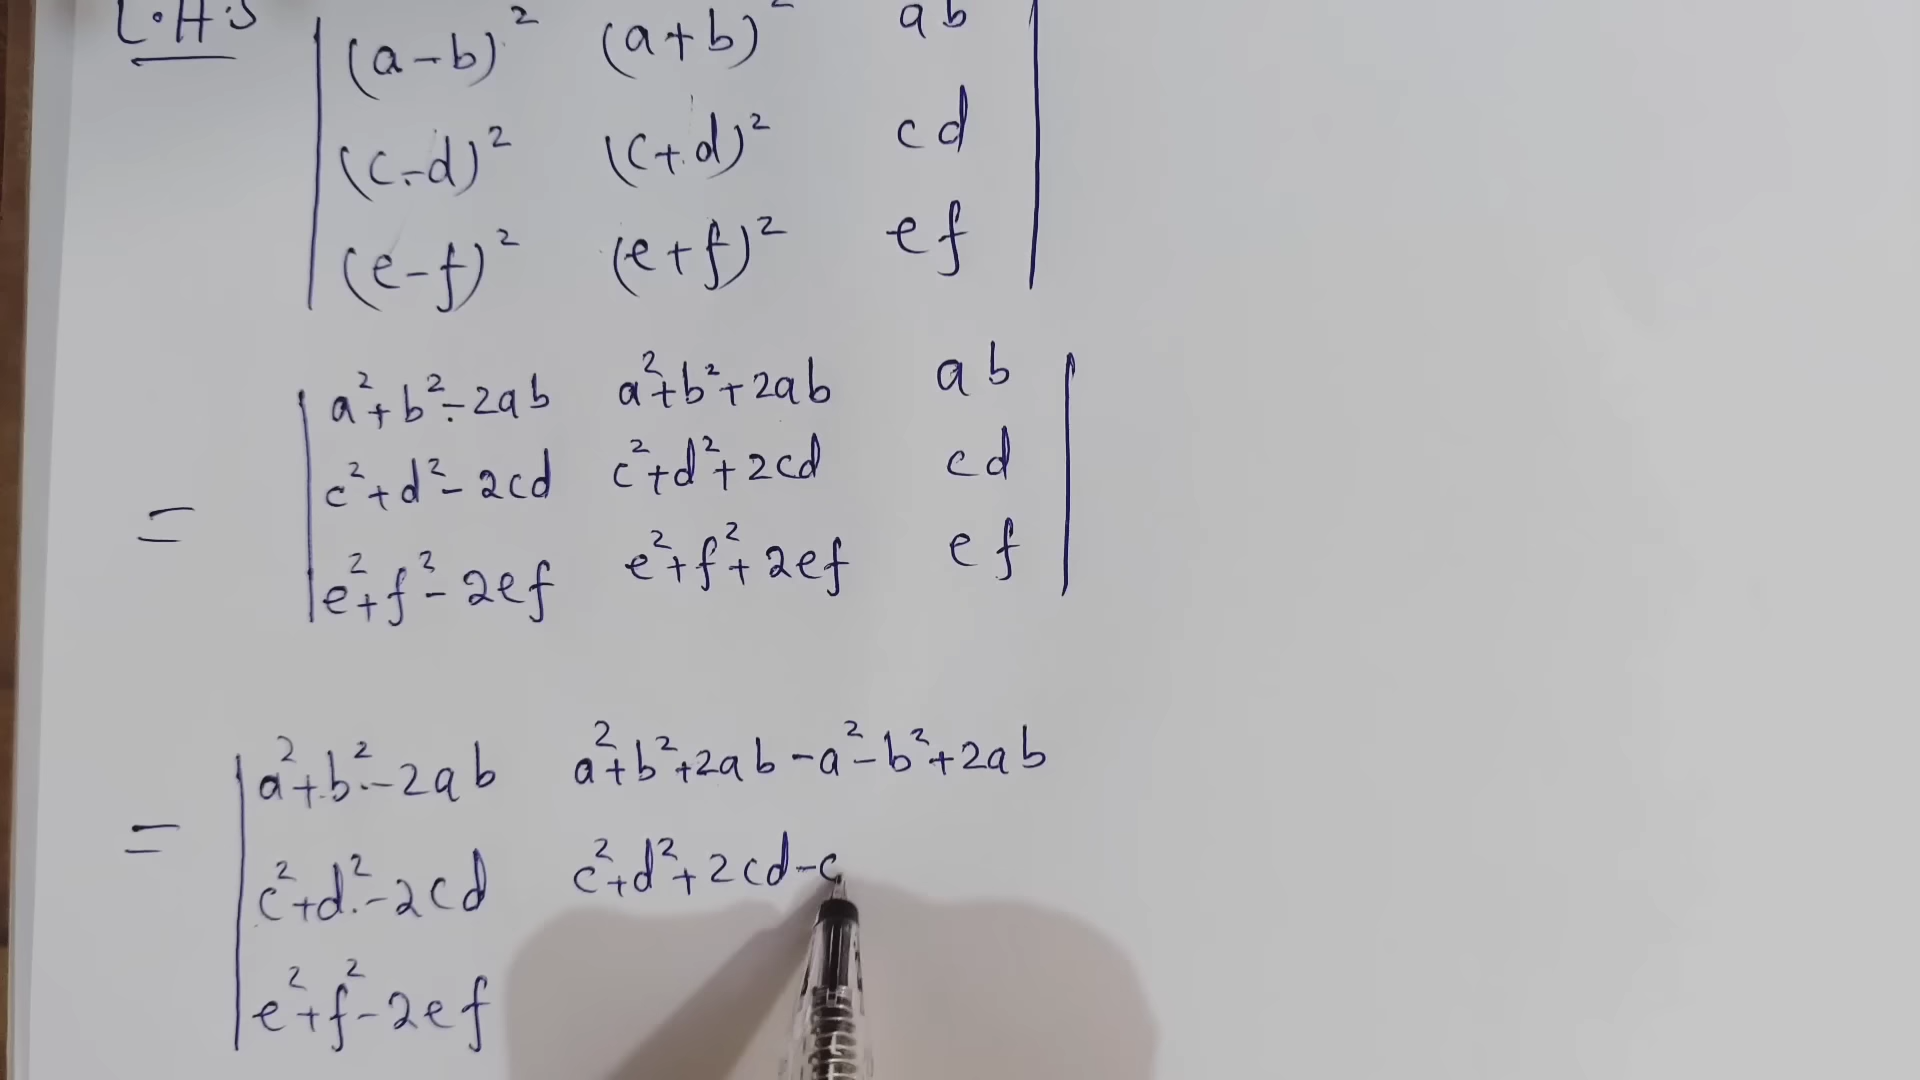 L.H.S (a-b)² (a+b)² ab
(c-d)² (c+d)² cd
(e-f)² (e+f)² ef
a²+b²-2ab a²+b²+2ab ab
c²+d²-2cd c²+d²+2cd cd
=
e²+f²-2ef e²+f²+2ef ef
a²+b²-2ab a²+b²+2ab-a²-b²+2ab
=
c²+d²-2cd c²+d²+2cd-c
e²+f²-2ef